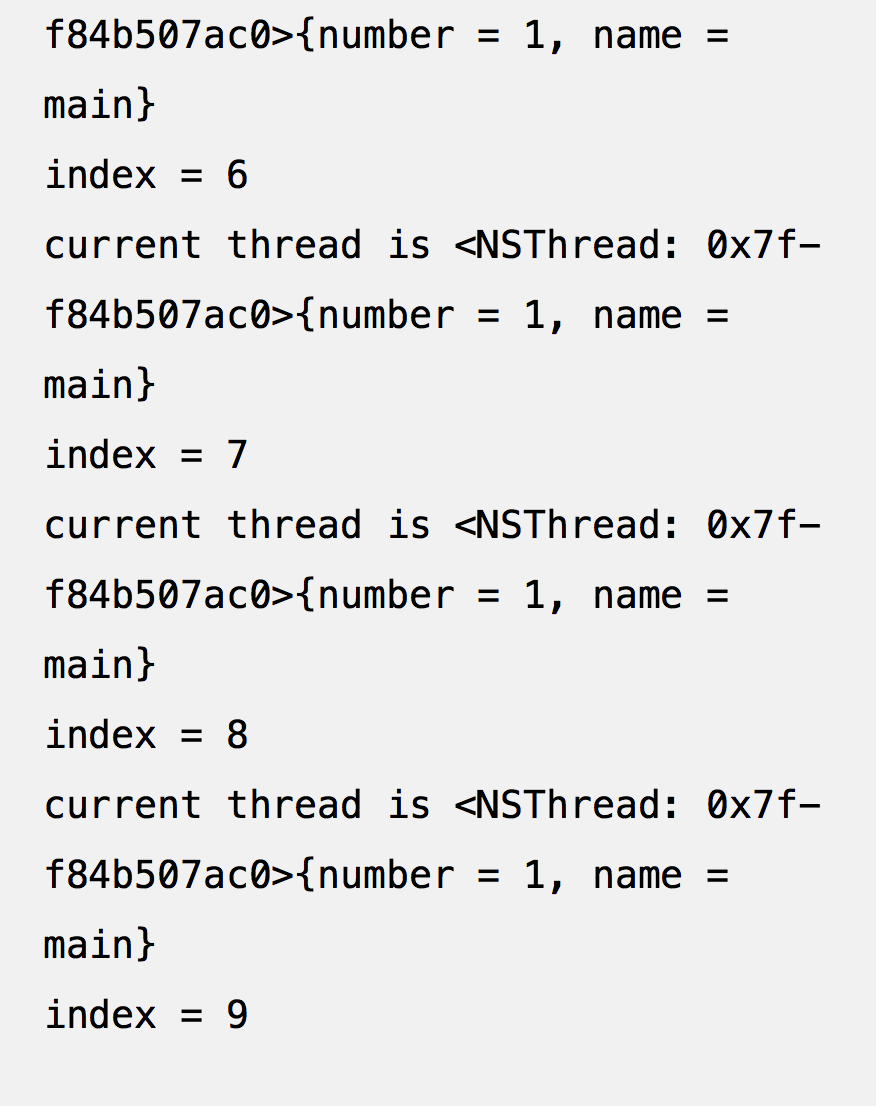 f84b507ac0>{number = 1, name =
main}
index = 6
current thread is <NSThread: 0x7f-
f84b507ac0>{number = 1, name =
main}
index = 7
current thread is <NSThread: 0x7f-
f84b507ac0>{number = 1, name =
main}
index = 8
current thread is <NSThread: 0x7f-
f84b507ac0>{number = 1, name =
main}
index = 9